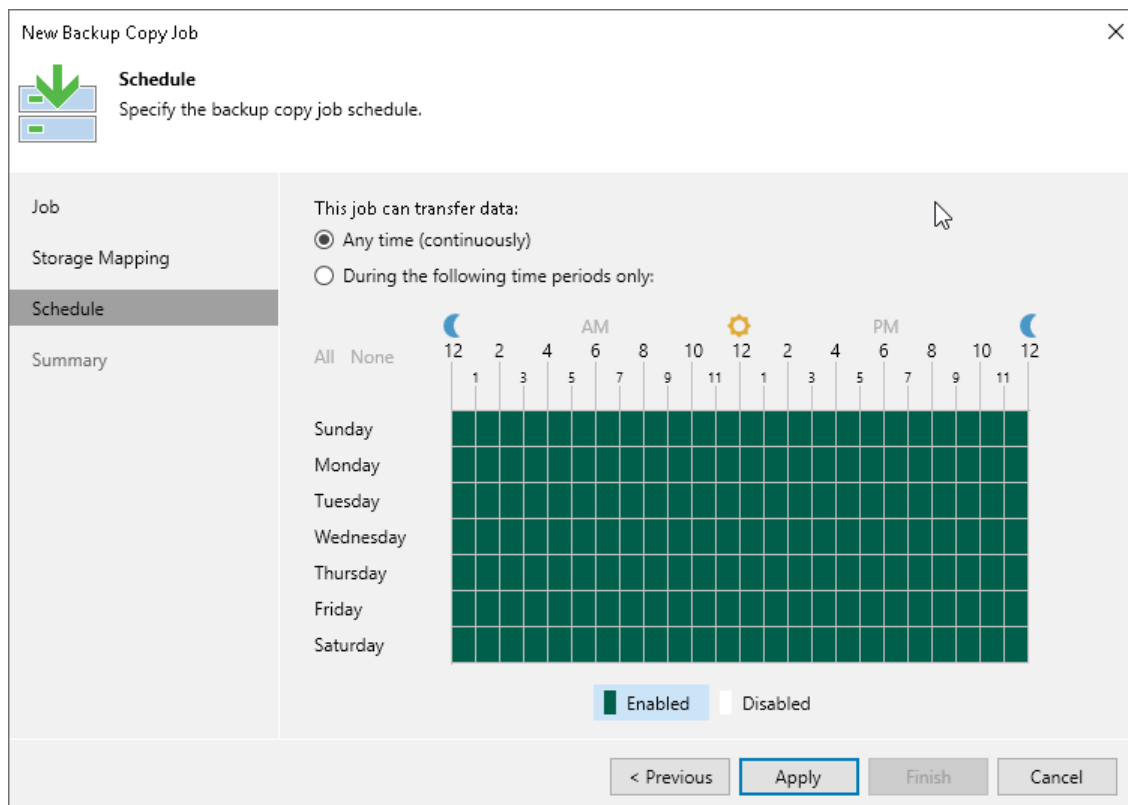 New Backup Copy Job
Schedule
Specify the backup copy job schedule.
Job
Storage Mapping
Schedule
Summary
This job can transfer data:
Any time (continuously)
During the following time periods only:
AM PM
All None 12 2 4 6 8 10 12 2 4 6 8 10 12
1 3 5 7 9 11 1 3 5 7 9 11
Sunday
Monday
Tuesday
Wednesday
Thursday
Friday
Saturday
Enabled Disabled
< Previous Apply Finish Cancel